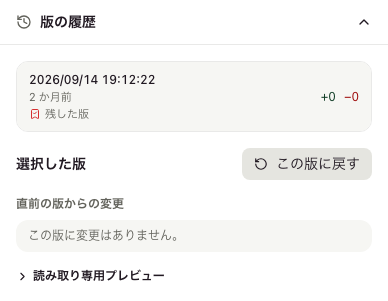 版の履歴
2026/09/14 19:12:22
2 か月前
+0 −0
残した版
選択した版
この版に戻す
直前の版からの変更
この版に変更はありません。
読み取り専用プレビュー